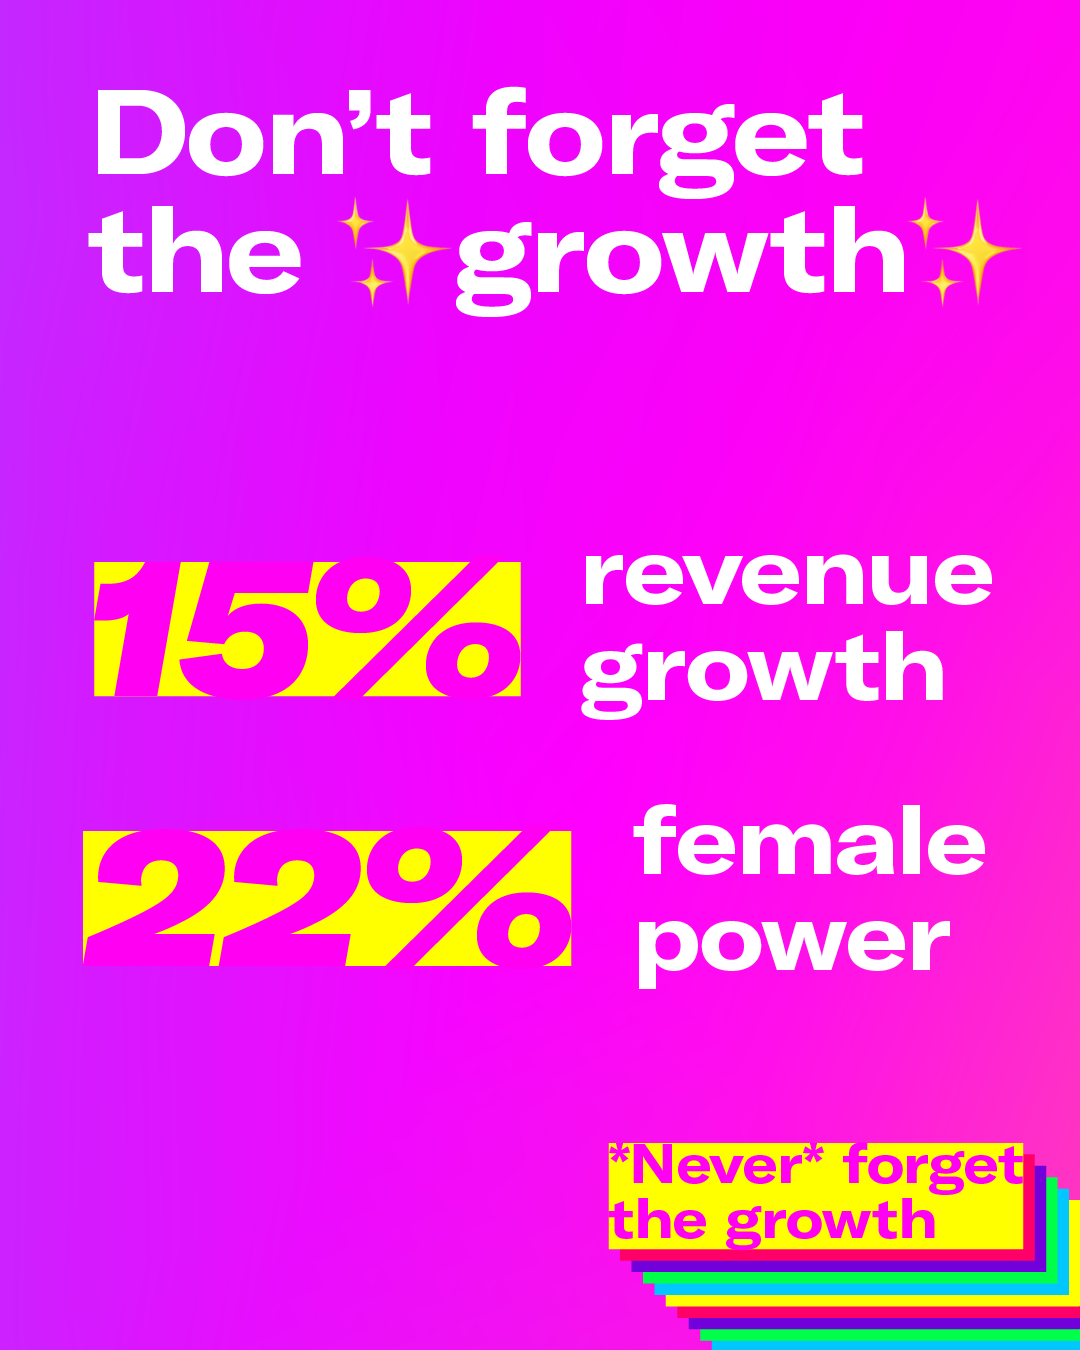 Don’t forget
the ✨growth✨
15% revenue
growth
22% female
power
*Never* forget
the growth